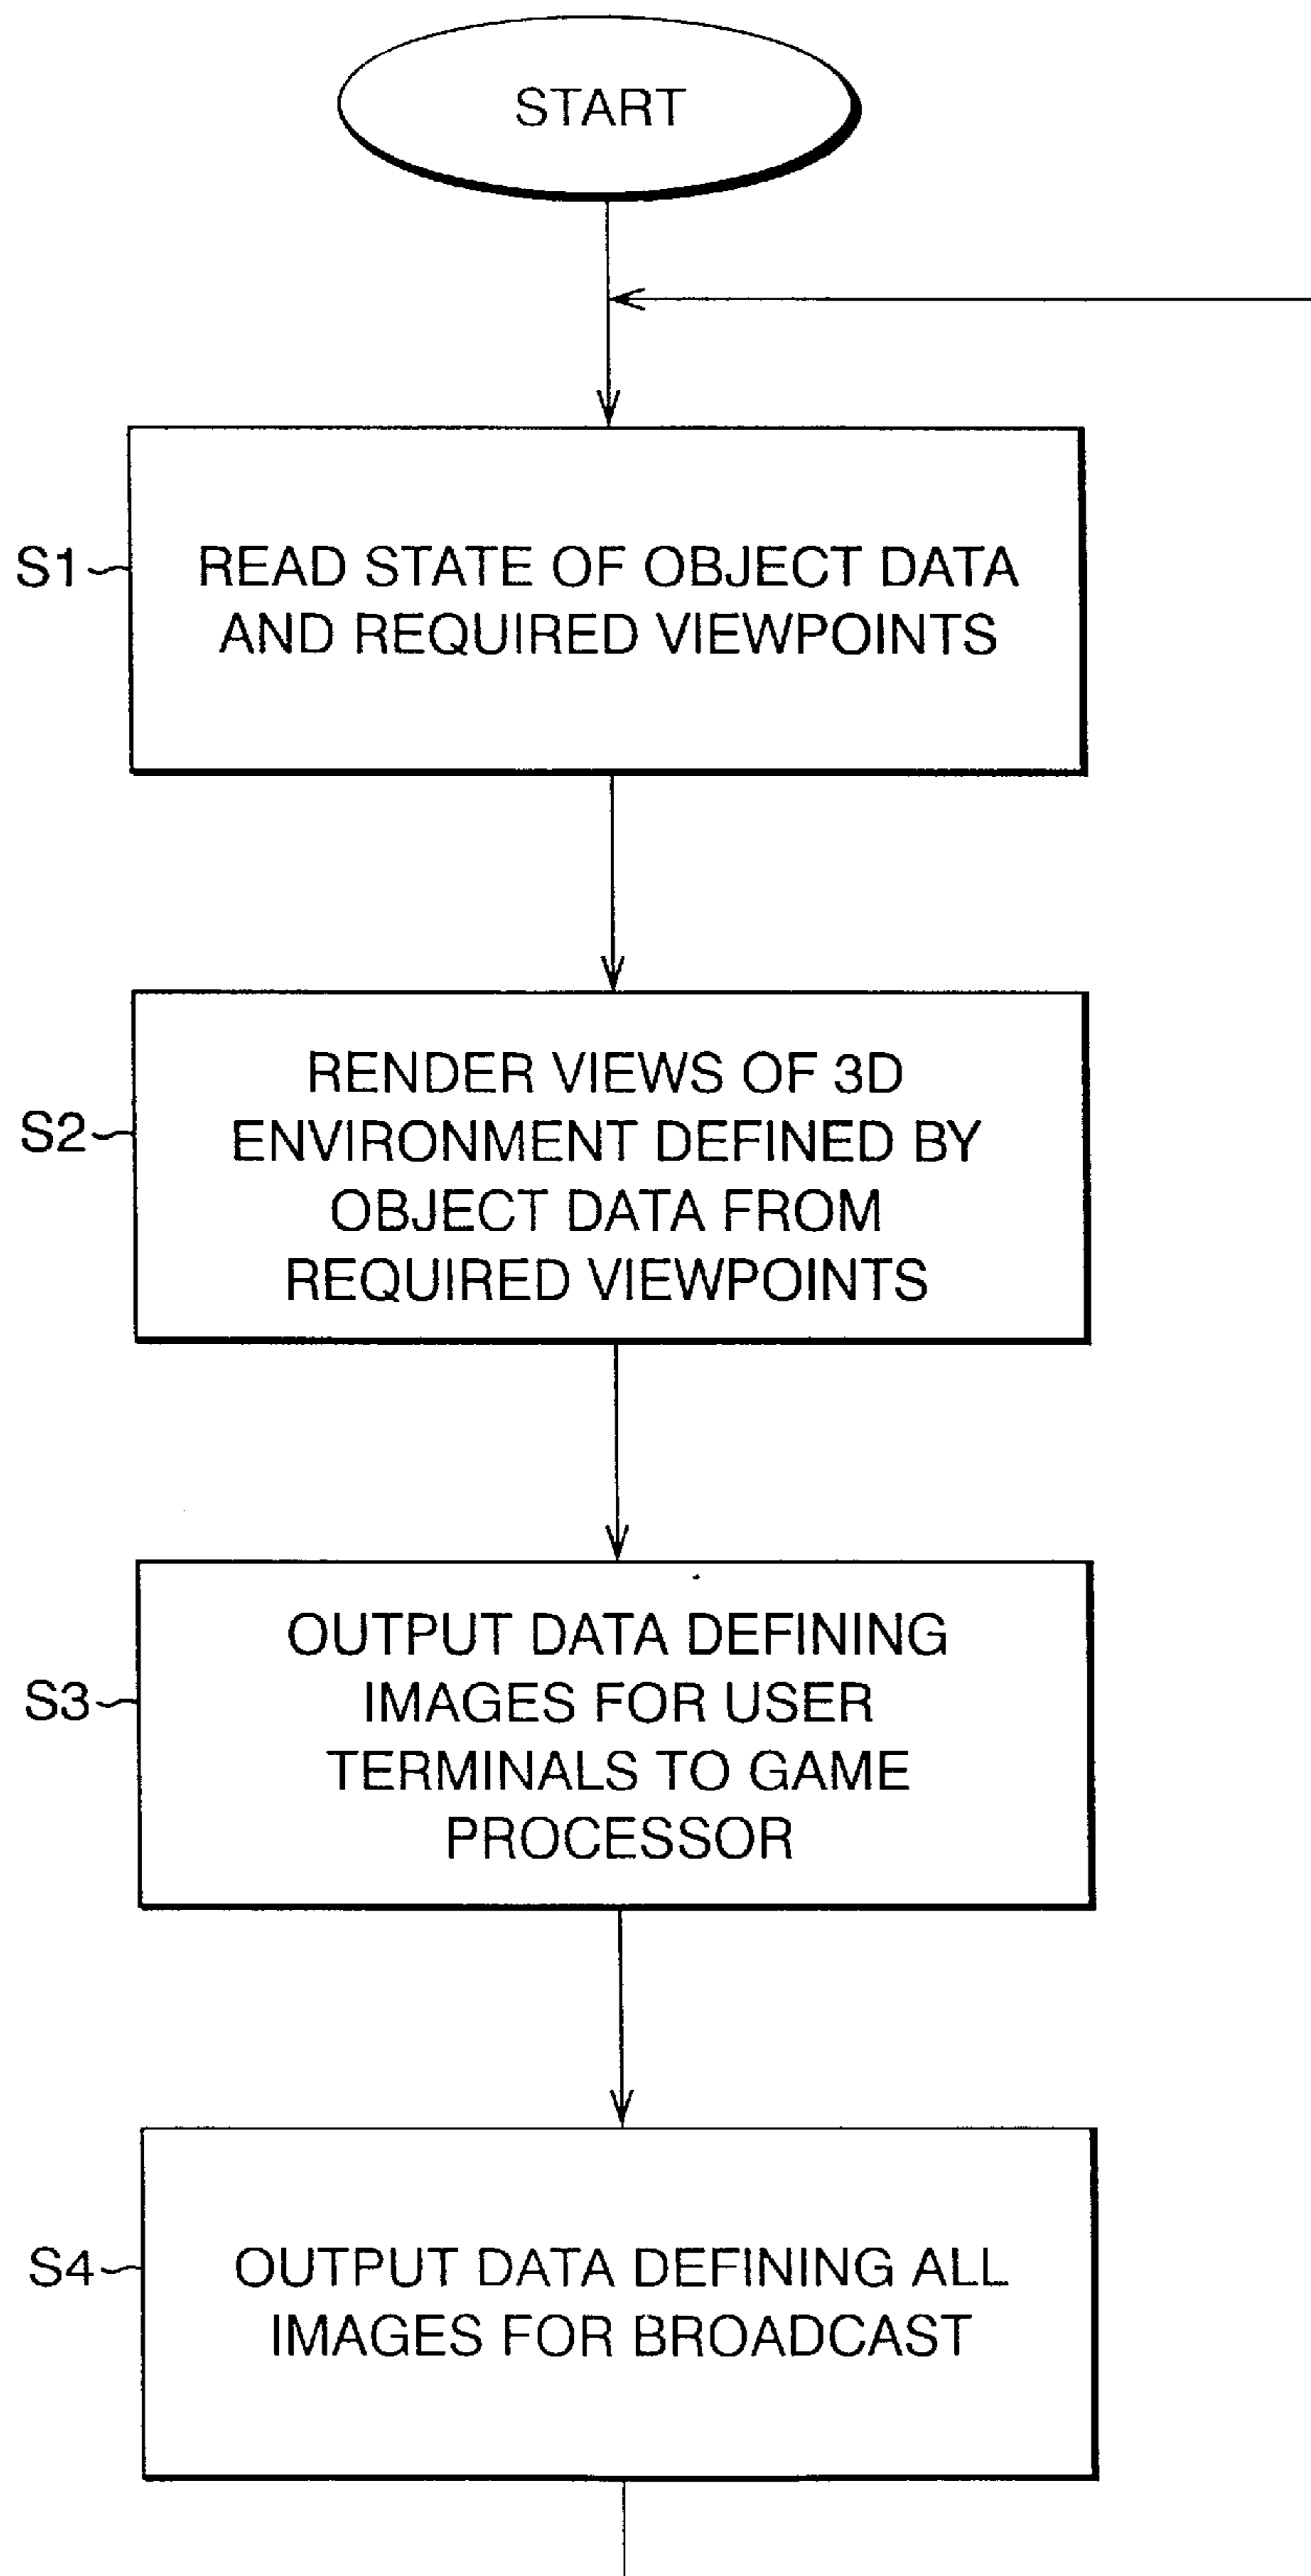 START
S1
READ STATE OF OBJECT DATA
AND REQUIRED VIEWPOINTS
S2
RENDER VIEWS OF 3D
ENVIRONMENT DEFINED BY
OBJECT DATA FROM
REQUIRED VIEWPOINTS
S3
OUTPUT DATA DEFINING
IMAGES FOR USER
TERMINALS TO GAME
PROCESSOR
S4
OUTPUT DATA DEFINING ALL
IMAGES FOR BROADCAST